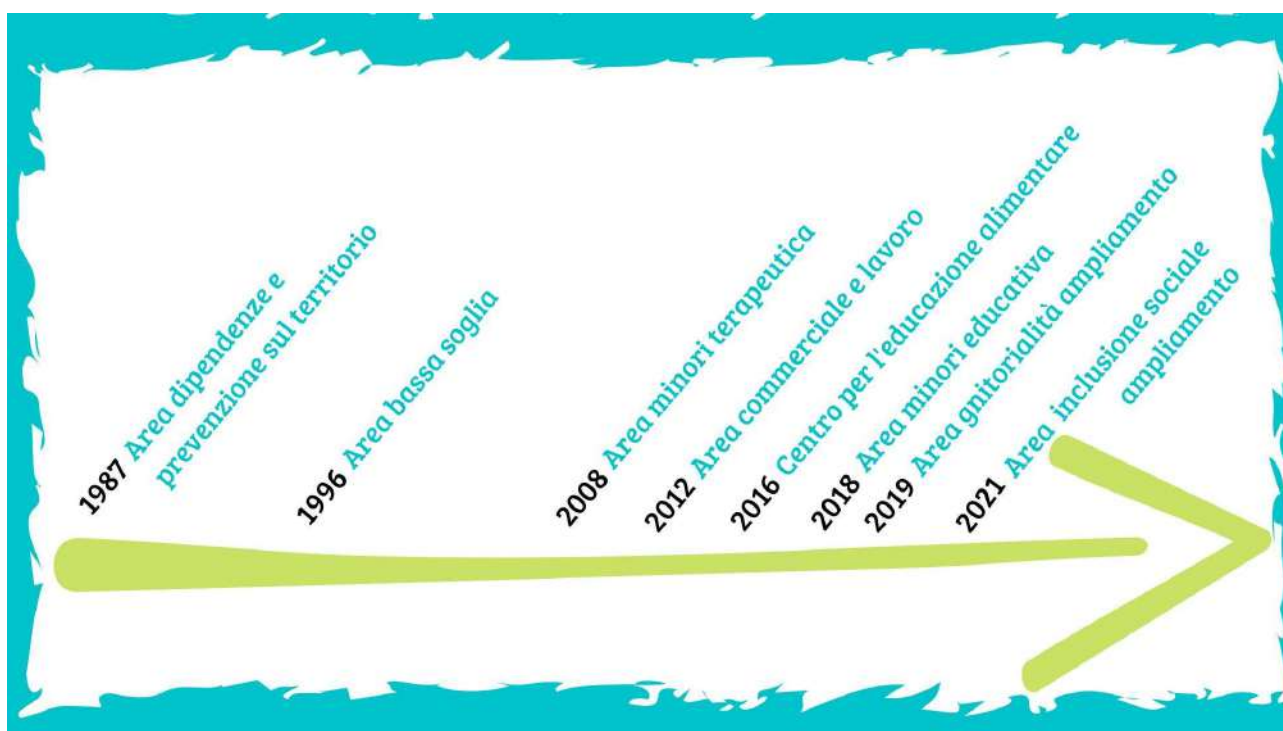 1987 Area dipendenze e
prevenzione sul territorio
1996 Area bassa soglia
2008 Area minori terapeutica
2012 Area commerciale e lavoro
2016 Centro per l'educazione alimentare
2018 Area minori educativa
2019 Area gnitorialità ampliamento
2021 Area inclusione sociale
ampliamento